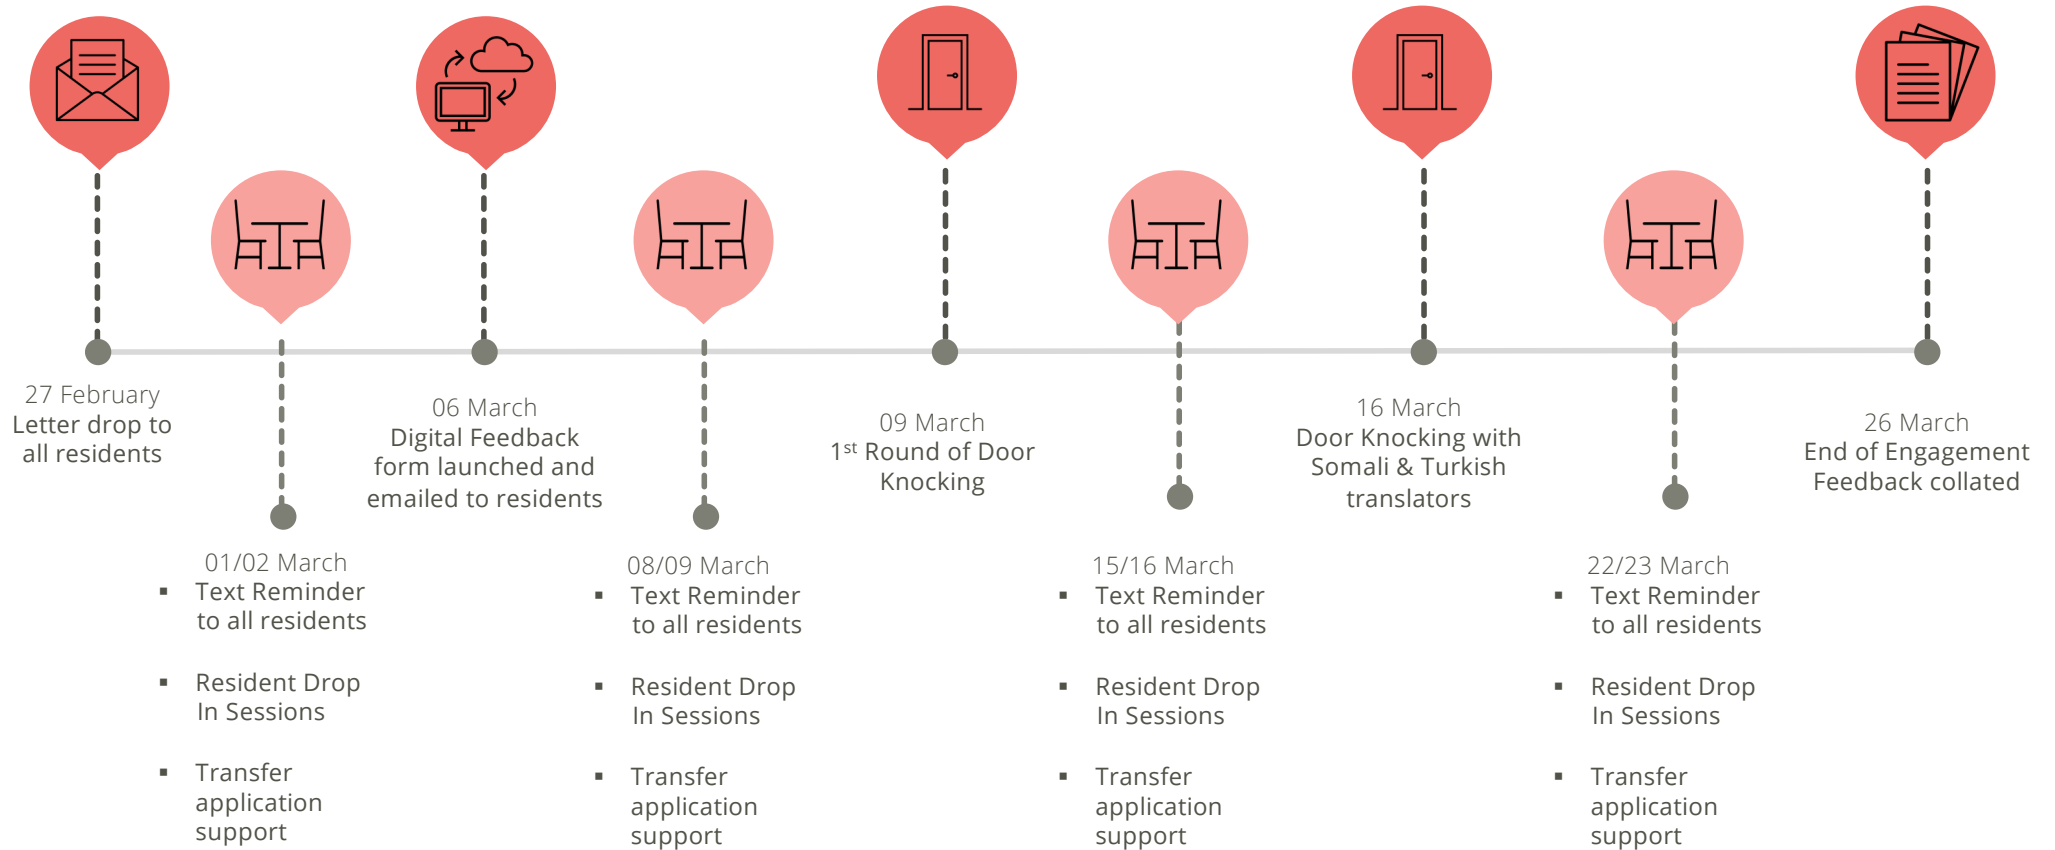 27 February
Letter drop to
all residents
01/02 March
▪ Text Reminder
to all residents
▪ Resident Drop
In Sessions
▪ Transfer
application
support
06 March
Digital Feedback
form launched and
emailed to residents
08/09 March
▪ Text Reminder
to all residents
▪ Resident Drop
In Sessions
▪ Transfer
application
support
09 March
1st Round of Door
Knocking
15/16 March
▪ Text Reminder
to all residents
▪ Resident Drop
In Sessions
▪ Transfer
application
support
16 March
Door Knocking with
Somali & Turkish
translators
22/23 March
▪ Text Reminder
to all residents
▪ Resident Drop
In Sessions
▪ Transfer
application
support
26 March
End of Engagement
Feedback collated